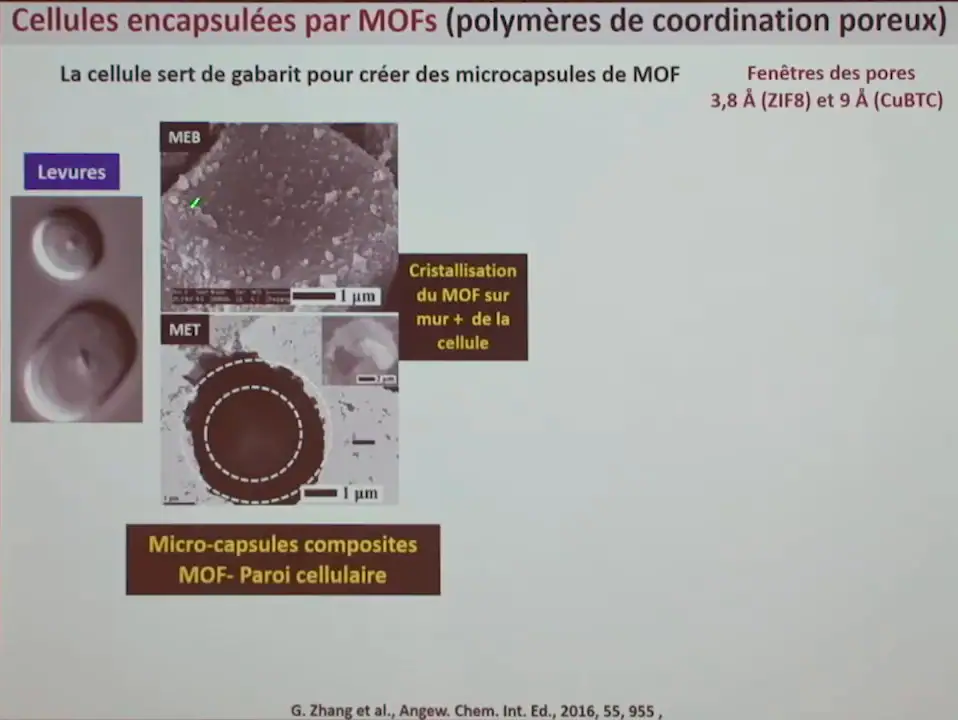 Cellules encapsulées par MOFs (polymères de coordination poreux)
La cellule sert de gabarit pour créer des microcapsules de MOF
Fenêtres des pores
3,8 Å (ZIF8) et 9 Å (CuBTC)
Levures
MEB
1 µm
Cristallisation
du MOF sur
mur + de la
cellule
MET
1 µm
Micro-capsules composites
MOF- Paroi cellulaire
G. Zhang et al., Angew. Chem. Int. Ed., 2016, 55, 955 ,